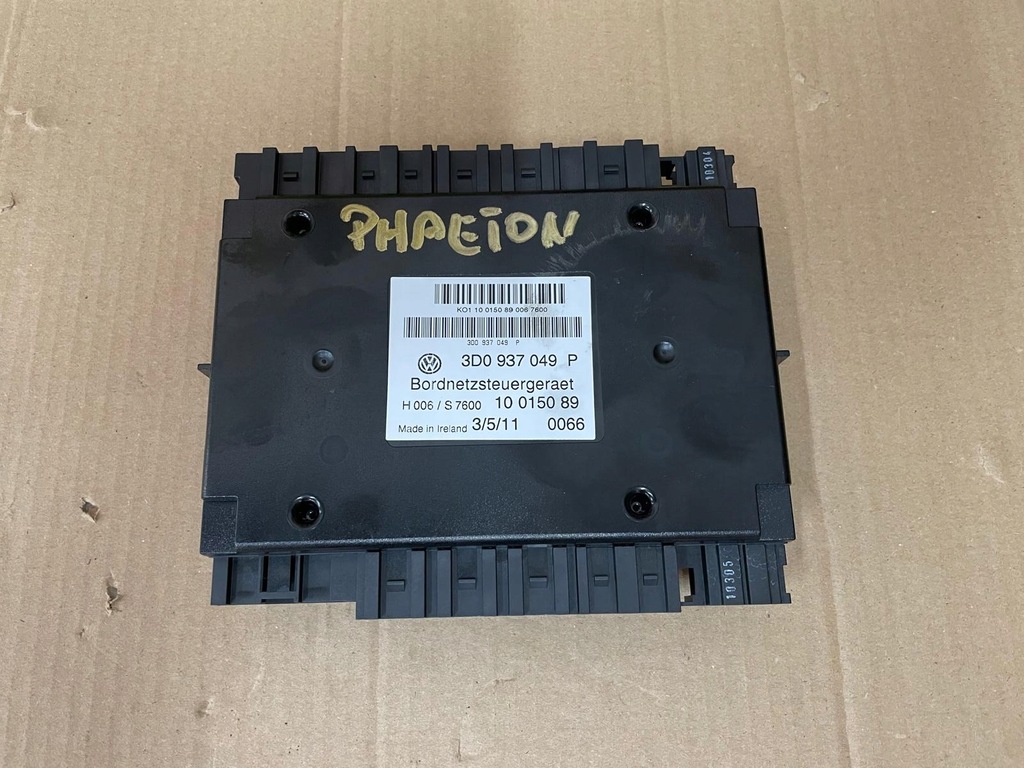 10304
PHAETON
KO1 10 0150 89 006 7600
3D0 937 049 P
3D0 937 049 P
Bordnetzsteuergeraet
H 006 / S 7600 10 0150 89
Made in Ireland 3/5/11 0066
10305